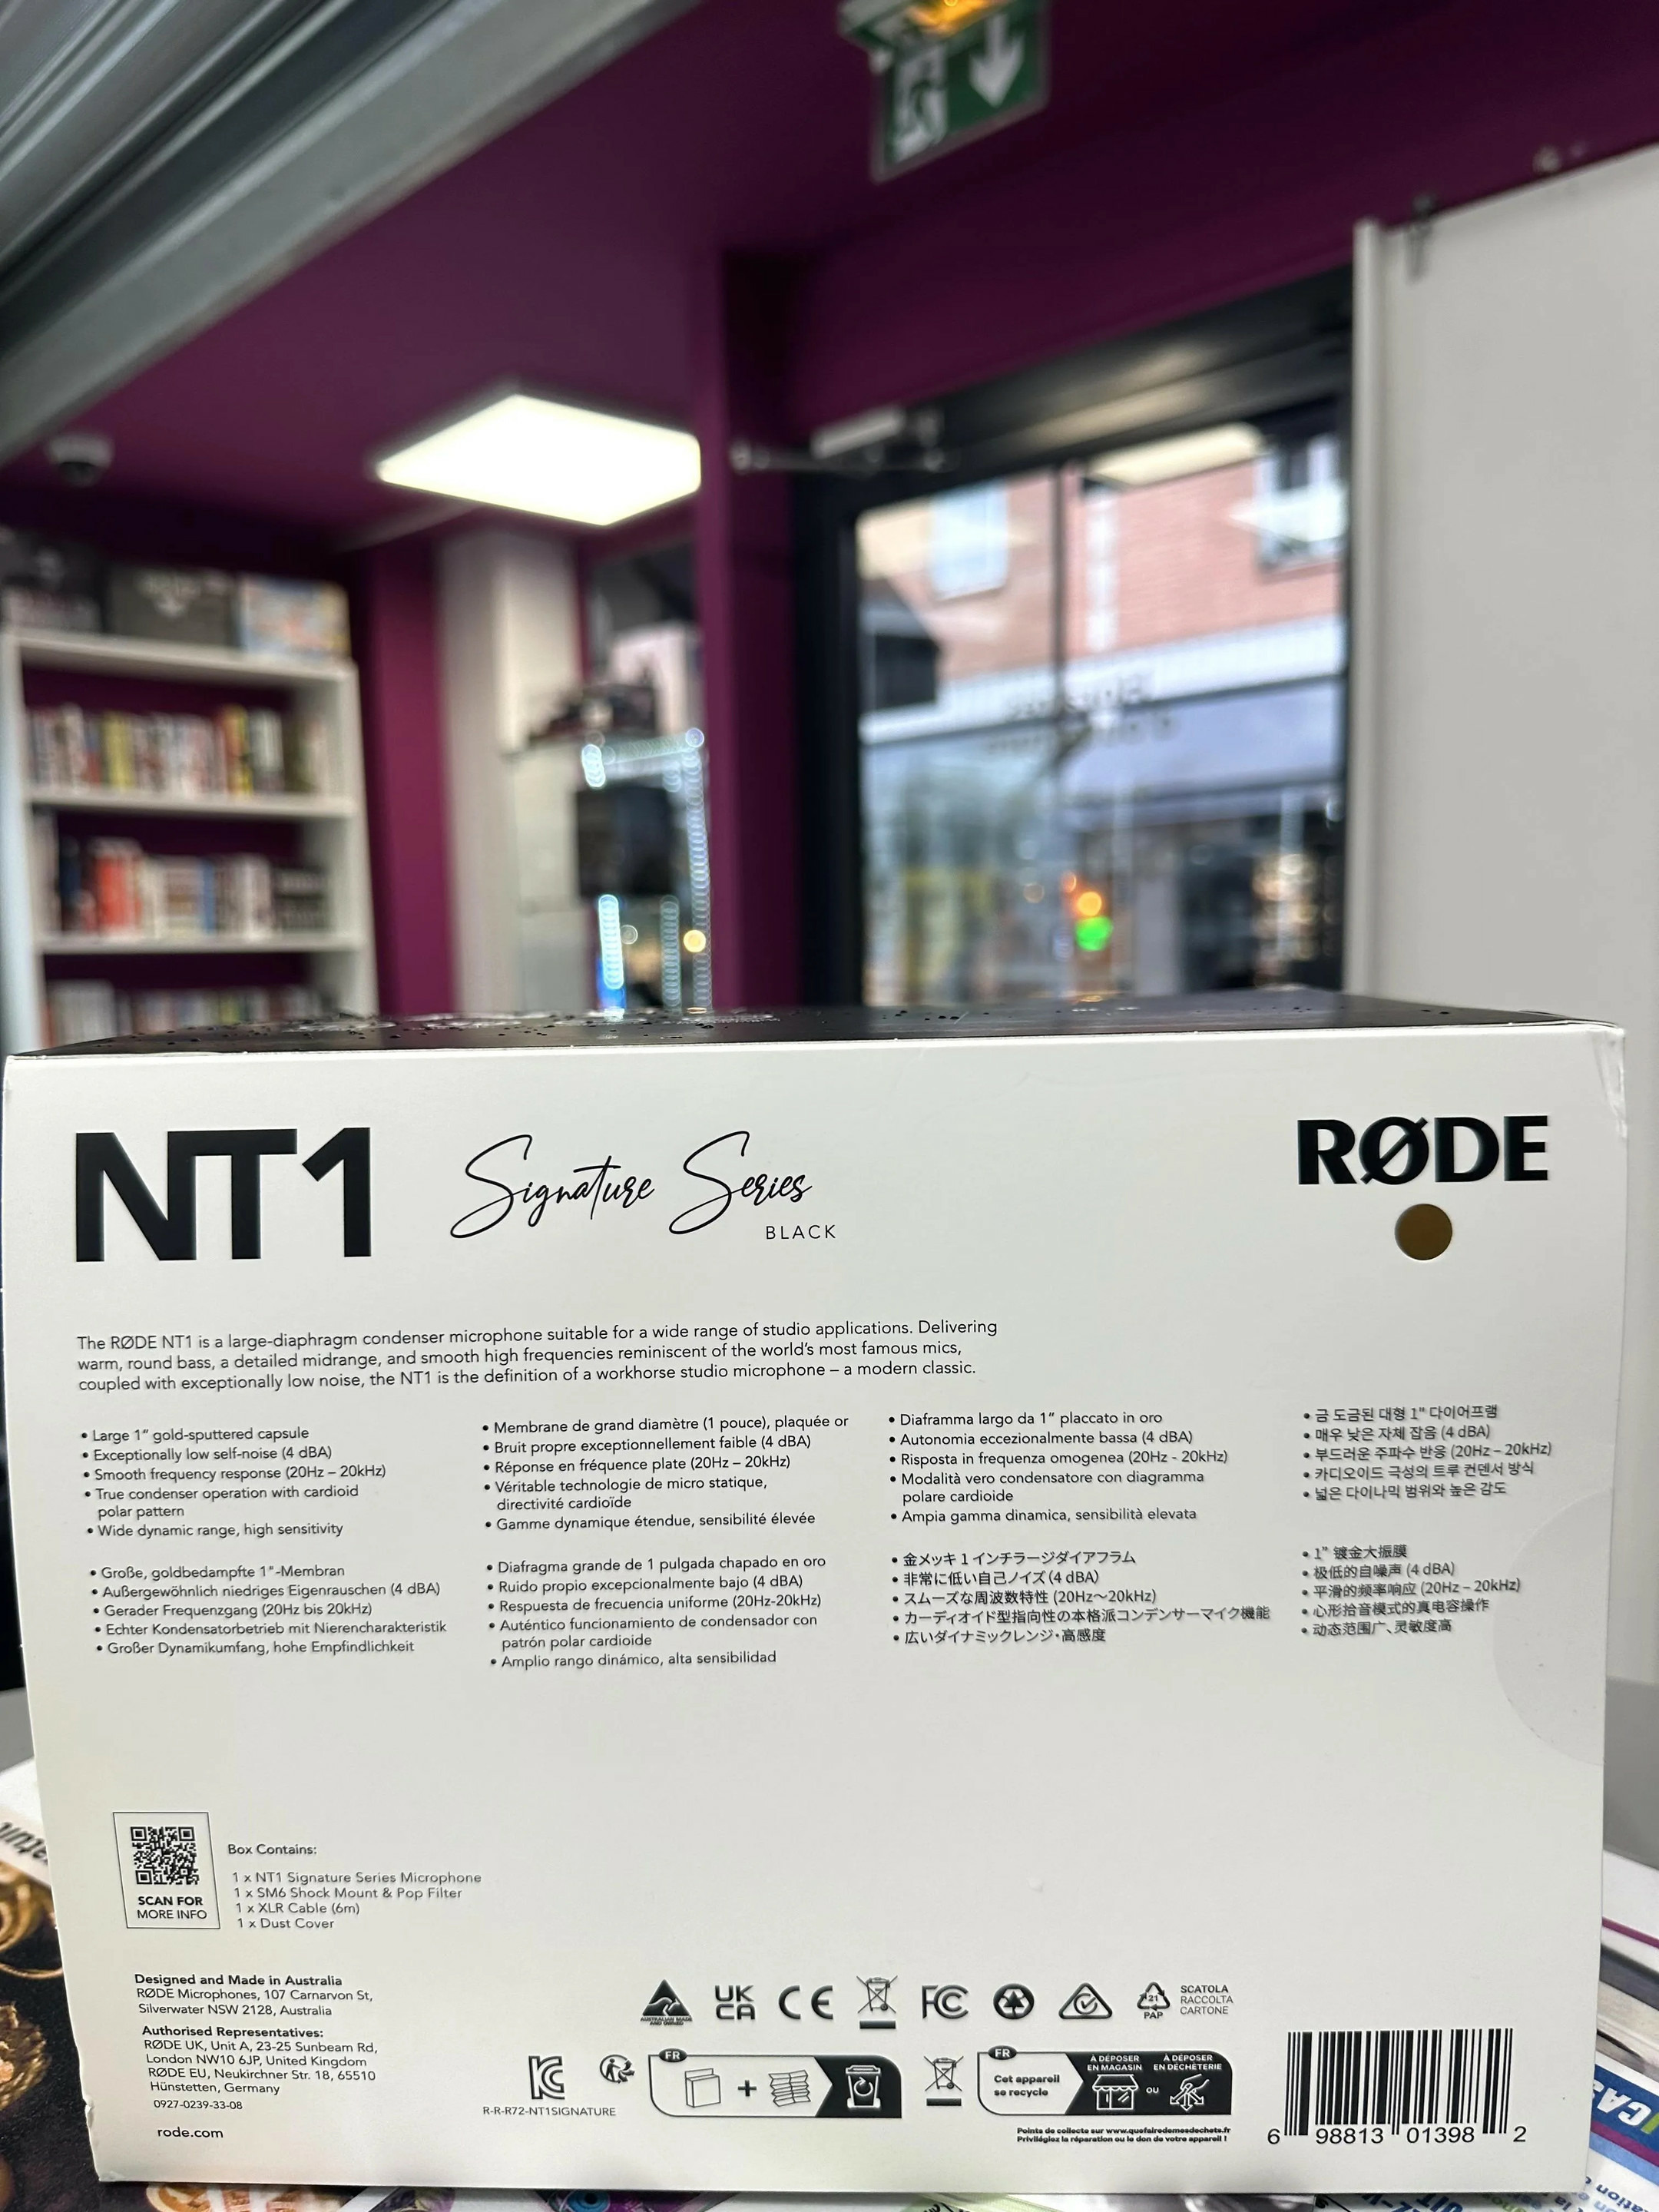 NT1 Signature Series
BLACK
RØDE
The RØDE NT1 is a large-diaphragm condenser microphone suitable for a wide range of studio applications. Delivering
warm, round bass, a detailed midrange, and smooth high frequencies reminiscent of the world's most famous mics,
coupled with exceptionally low noise, the NT1 is the definition of a workhorse studio microphone – a modern classic.
• Large 1" gold-sputtered capsule
• Exceptionally low self-noise (4 dBA)
• Smooth frequency response (20Hz – 20kHz)
• True condenser operation with cardioid
polar pattern
• Wide dynamic range, high sensitivity
• Membrane de grand diamètre (1 pouce), plaquée or
• Bruit propre exceptionnellement faible (4 dBA)
• Réponse en fréquence plate (20Hz – 20kHz)
• Véritable technologie de micro statique,
directivité cardioïde
• Gamme dynamique étendue, sensibilité élevée
• Diaframma largo da 1" placcato in oro
• Autonomia eccezionalmente bassa (4 dBA)
• Risposta in frequenza omogenea (20Hz - 20kHz)
• Modalità vero condensatore con diagramma
polare cardioide
• Ampia gamma dinamica, sensibilità elevata
• 금 도금된 대형 1" 다이어프램
• 매우 낮은 자체 잡음 (4 dBA)
• 부드러운 주파수 반응 (20Hz – 20kHz)
• 카디오이드 극성의 트루 컨덴서 방식
• 넓은 다이나믹 범위와 높은 감도
• Große, goldbedampfte 1"-Membran
• Außergewöhnlich niedriges Eigenrauschen (4 dBA)
• Gerader Frequenzgang (20Hz bis 20kHz)
• Echter Kondensatorbetrieb mit Nierencharakteristik
• Großer Dynamikumfang, hohe Empfindlichkeit
• Diafragma grande de 1 pulgada chapado en oro
• Ruido propio excepcionalmente bajo (4 dBA)
• Respuesta de frecuencia uniforme (20Hz-20kHz)
• Auténtico funcionamiento de condensador con
patrón polar cardioide
• Amplio rango dinámico, alta sensibilidad
• 金メッキ 1 インチラージダイアフラム
• 非常に低い自己ノイズ (4 dBA)
• スムーズな周波数特性 (20Hz〜20kHz)
• カーディオイド型指向性の本格派コンデンサーマイク機能
• 広いダイナミックレンジ・高感度
• 1" 镀金大振膜
• 极低的自噪声 (4 dBA)
• 平滑的频率响应 (20Hz – 20kHz)
• 心形拾音模式的真电容操作
• 动态范围广、灵敏度高
SCAN FOR
MORE INFO
Box Contains:
1 x NT1 Signature Series Microphone
1 x SM6 Shock Mount & Pop Filter
1 x XLR Cable (6m)
1 x Dust Cover
Designed and Made in Australia
RØDE Microphones, 107 Carnarvon St,
Silverwater NSW 2128, Australia
Authorised Representatives:
RØDE UK, Unit A, 23-25 Sunbeam Rd,
London NW10 6JP, United Kingdom
RØDE EU, Neukirchner Str. 18, 65510
Hünstetten, Germany
0927-0239-33-08
rode.com
AUSTRALIAN MADE
AND OWNED
UK
CA
CE
FC
21
PAP
SCATOLA
RACCOLTA
CARTONE
R-R-R72-NT1SIGNATURE
FR
FR
Cet appareil
se recycle
À DÉPOSER
EN MAGASIN
OU
À DÉPOSER
EN DÉCHÈTERIE
Points de collecte sur www.quefairedemesdechets.fr
Privilégiez la réparation ou le don de votre appareil !
6 98813 01398 2